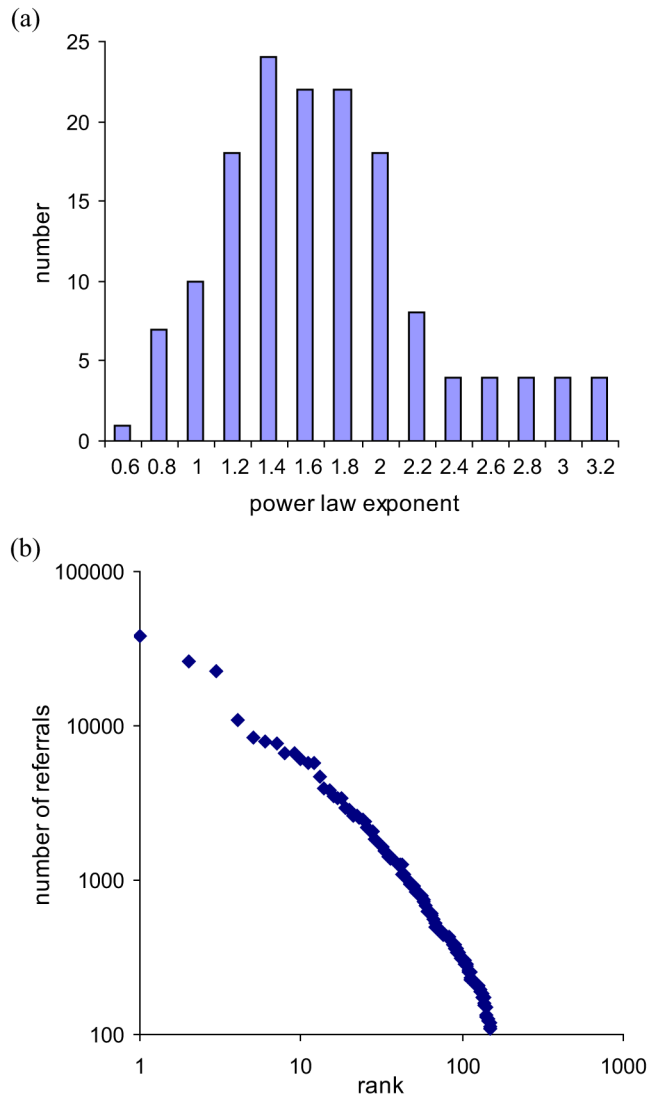 (a)
25
20
15
10
5
0
number
0.6 0.8 1 1.2 1.4 1.6 1.8 2 2.2 2.4 2.6 2.8 3 3.2
power law exponent
(b)
100000
10000
1000
100
number of referrals
1 10 100 1000
rank